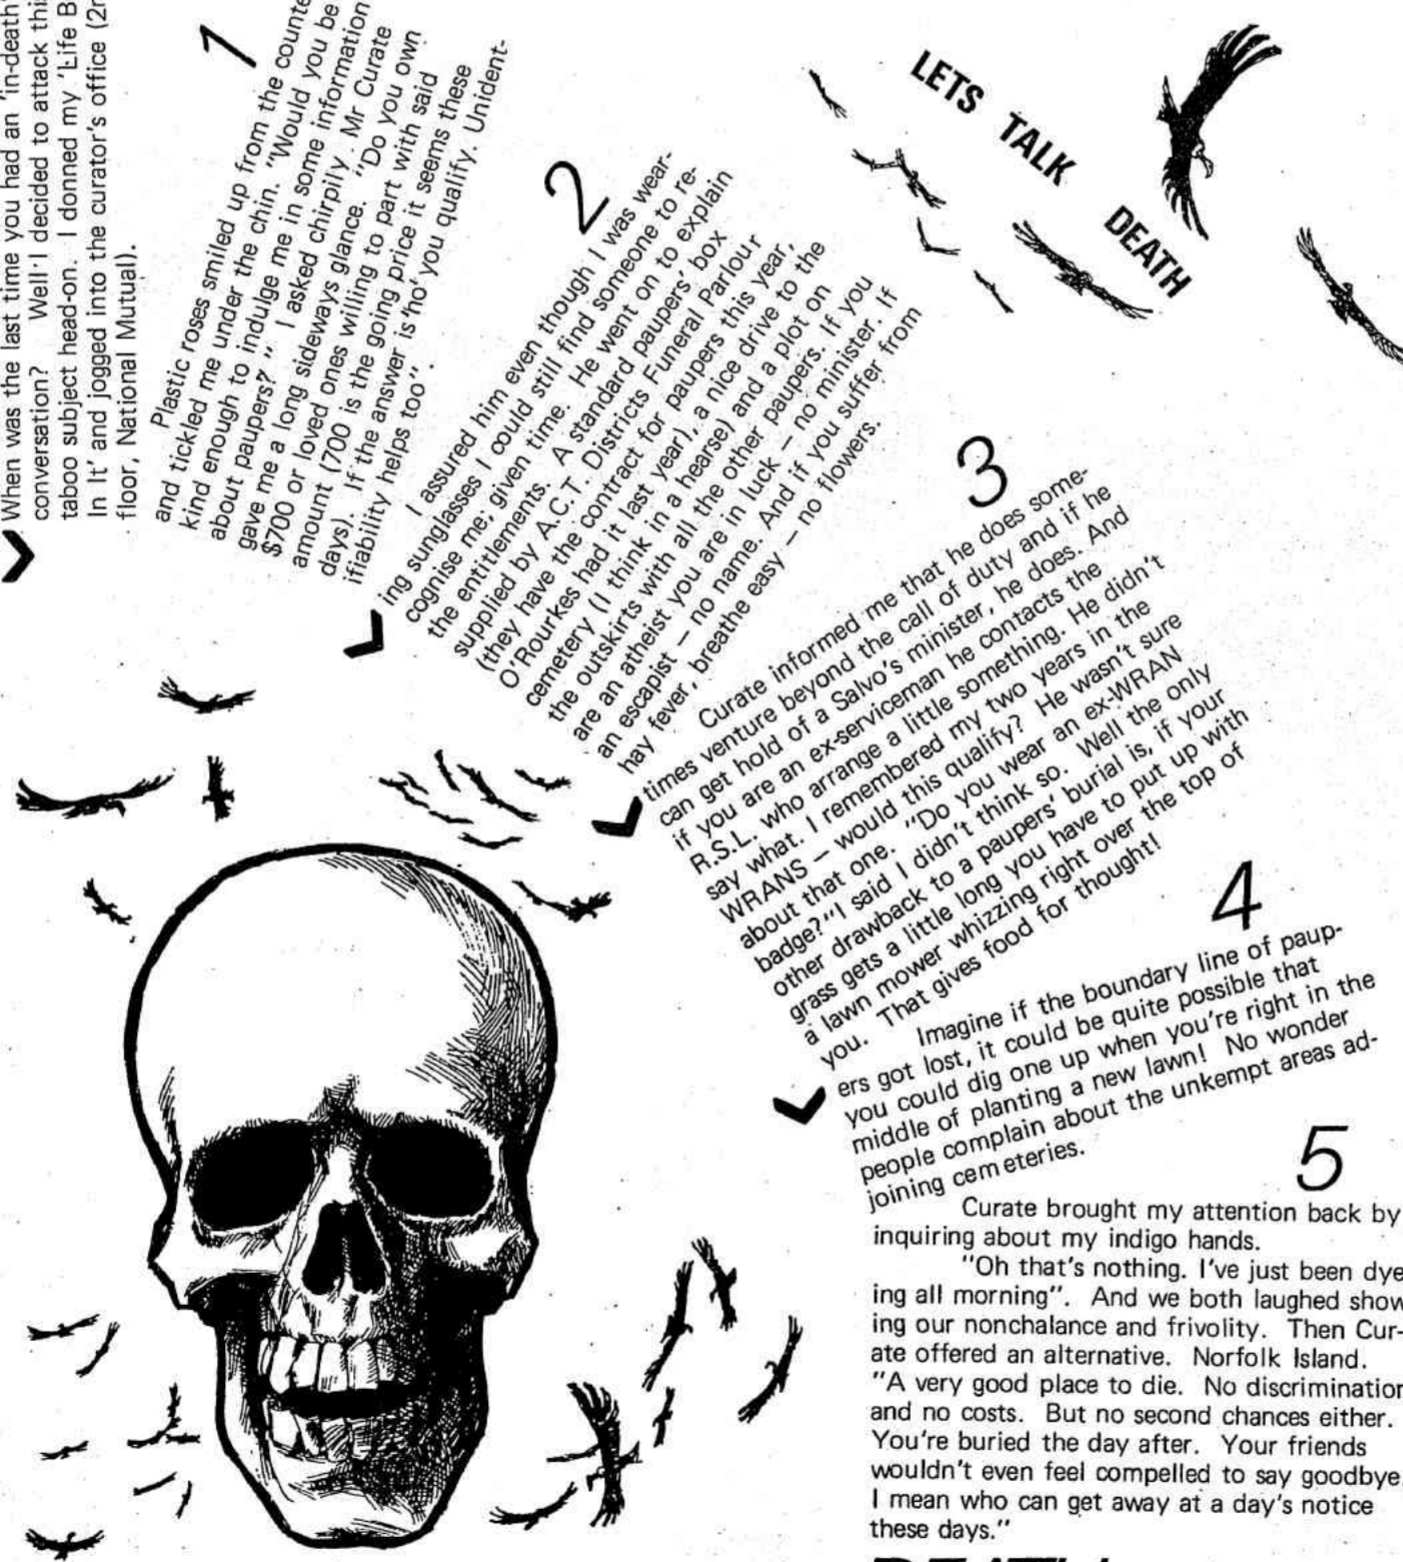 LETS TALK
DEATH
When was the last time you had an 'in-death'
conversation? Well I decided to attack this
taboo subject head-on. I donned my 'Life B
In It' and jogged into the curator's office (2n
floor, National Mutual).
1
Plastic roses smiled up from the counte
and tickled me under the chin. "Would you be
kind enough to indulge me in some information
about paupers?" I asked chirpily. Mr Curate
gave me a long sideways glance. "Do you own
$700 or loved ones willing to part with said
amount (700 is the going price it seems these
days). If the answer is 'no' you qualify. Unident-
ifiability helps too".
2
I assured him even though I was wear-
ing sunglasses I could still find someone to re-
cognise me, given time. He went on to explain
the entitlements. A standard paupers' box
supplied by A.C.T. Districts Funeral Parlour
(they have the contract for paupers this year,
O'Rourkes had it last year), a nice drive to the
cemetery (I think in a hearse) and a plot on
the outskirts with all the other paupers. If you
are an atheist you are in luck — no minister. If
an escapist — no name. And if you suffer from
hay fever, breathe easy — no flowers.
3
Curate informed me that he does some-
times venture beyond the call of duty and if he
can get hold of a Salvo's minister, he does. And
if you are an ex-serviceman he contacts the
R.S.L. who arrange a little something. He didn't
say what. I remembered my two years in the
WRANS — would this qualify? He wasn't sure
about that one. "Do you wear an ex-WRAN
badge?" I said I didn't think so. Well the only
other drawback to a paupers' burial is, if your
grass gets a little long you have to put up with
a lawn mower whizzing right over the top of
you. That gives food for thought!
4
Imagine if the boundary line of paup-
ers got lost, it could be quite possible that
you could dig one up when you're right in the
middle of planting a new lawn! No wonder
people complain about the unkempt areas ad-
joining cemeteries.
5
Curate brought my attention back by
inquiring about my indigo hands.
"Oh that's nothing. I've just been dye
ing all morning". And we both laughed show
ing our nonchalance and frivolity. Then Cur-
ate offered an alternative. Norfolk Island.
"A very good place to die. No discrimination
and no costs. But no second chances either.
You're buried the day after. Your friends
wouldn't even feel compelled to say goodbye.
I mean who can get away at a day's notice
these days."